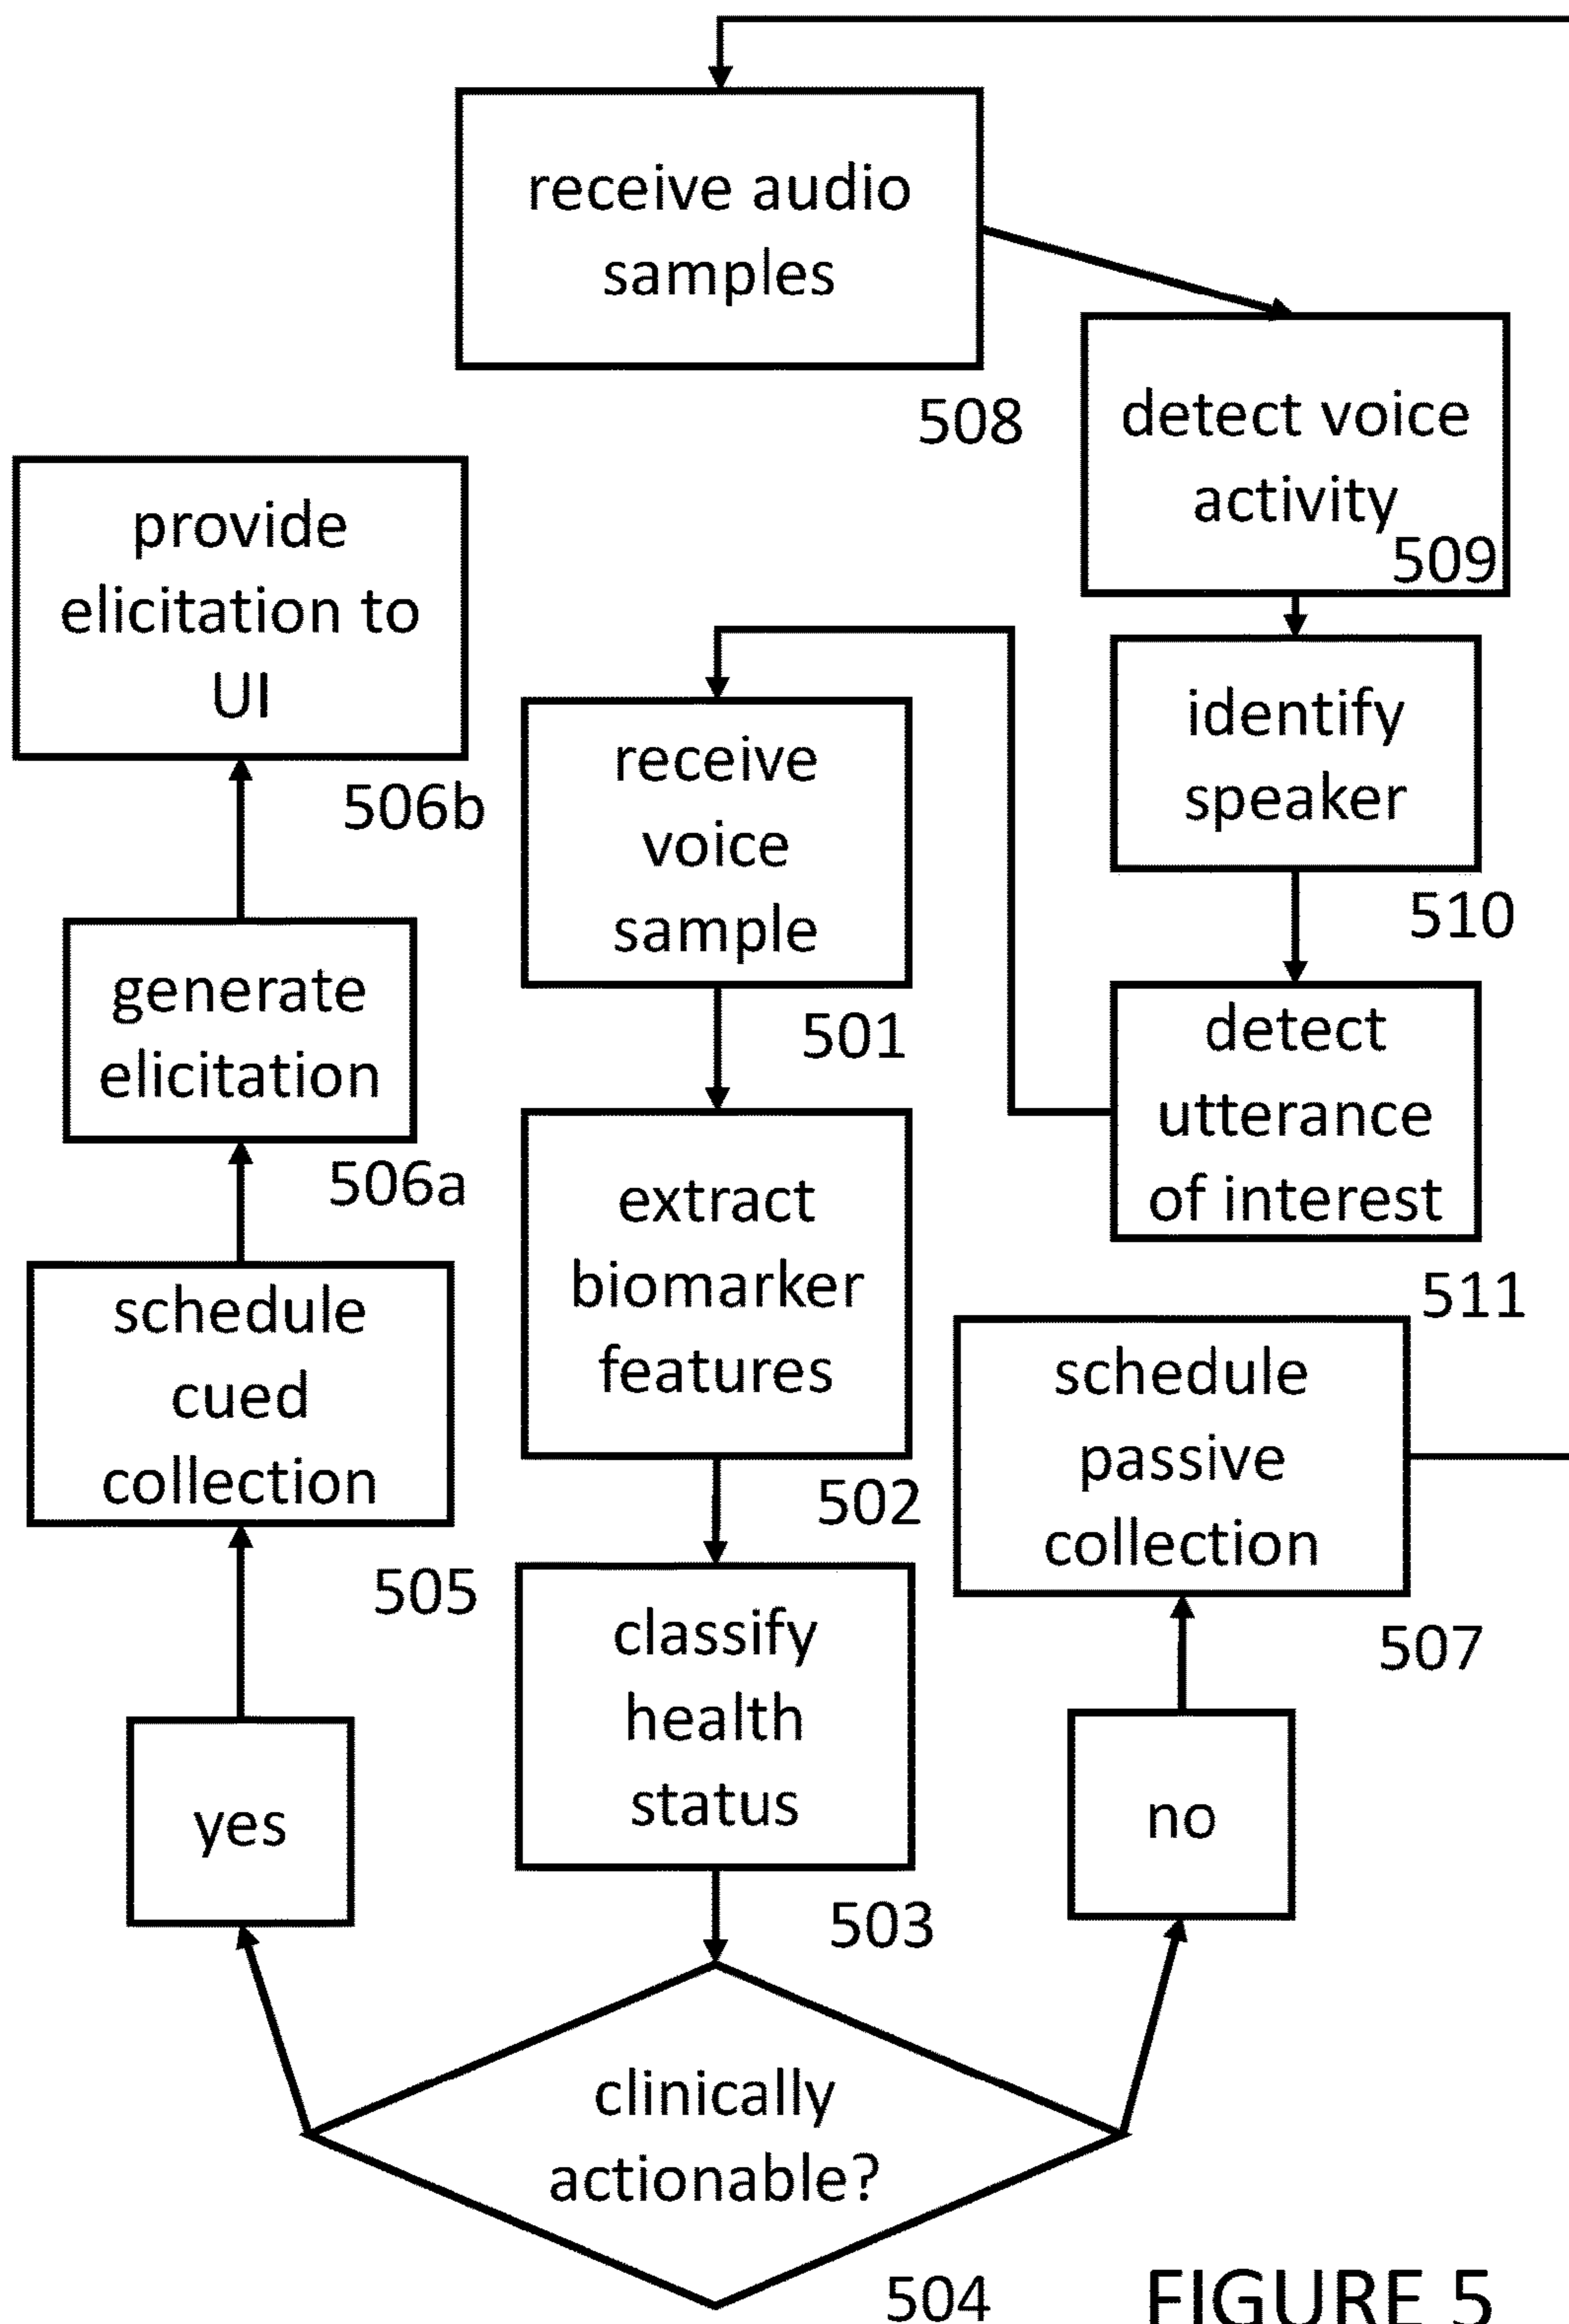 receive audio
samples
508
detect voice
activity
509
provide
elicitation to
UI
506b
identify
speaker
510
receive
voice
sample
501
generate
elicitation
506a
detect
utterance
of interest
511
extract
biomarker
features
502
schedule
cued
collection
505
schedule
passive
collection
507
classify
health
status
503
yes
no
clinically
actionable?
504
FIGURE 5